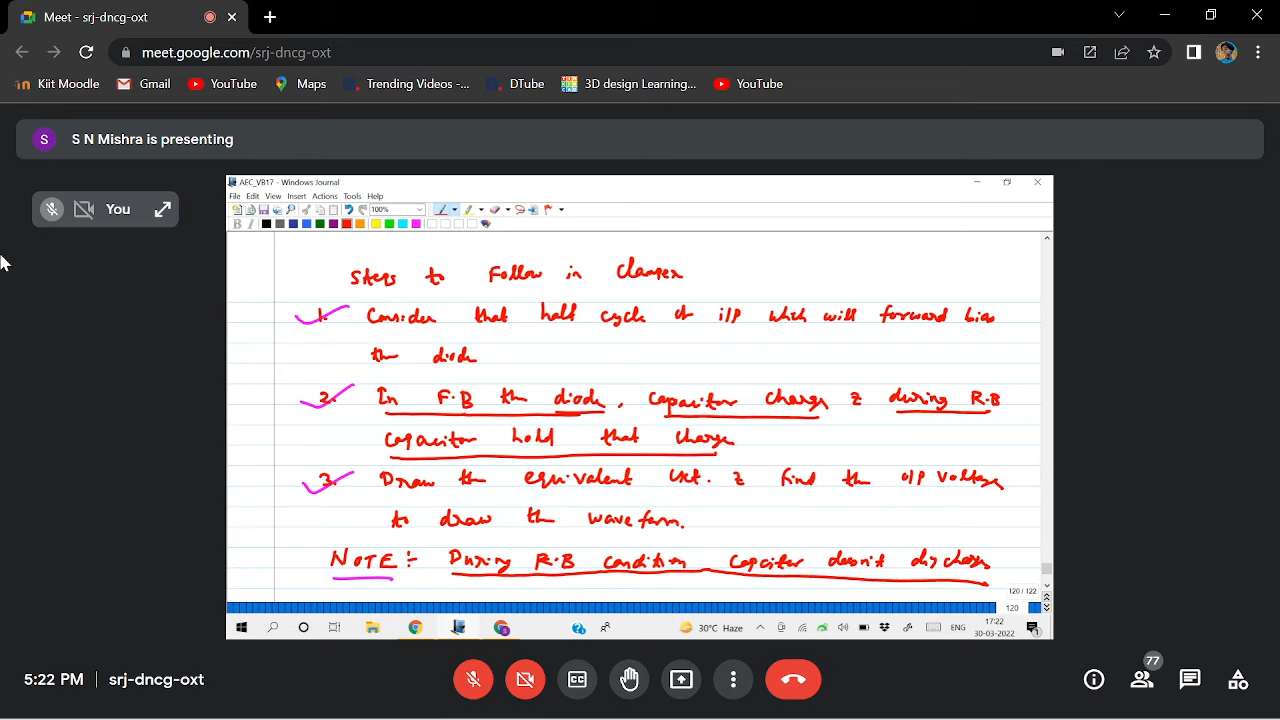 Meet - srj-dncg-oxt
meet.google.com/srj-dncg-oxt
Kiit Moodle Gmail YouTube Maps Trending Videos -... DTube 3D design Learning... YouTube
S S N Mishra is presenting
You
AEC_VB17 - Windows Journal
File Edit View Insert Actions Tools Help
100%
B I
Steps to Follow in Clamper
1. Consider that half cycle of i/p which will forward bias
the diode
2. In F.B the diode, capacitor charge & during R.B
capacitor hold that charge
3. Draw the equivalent ckt. & find the o/p voltage
to draw the waveform.
NOTE :- During R.B condition capacitor doesn't discharge
120 / 122
120
30°C Haze ENG 17:22
30-03-2022
1
77
5:22 PM srj-dncg-oxt
CC